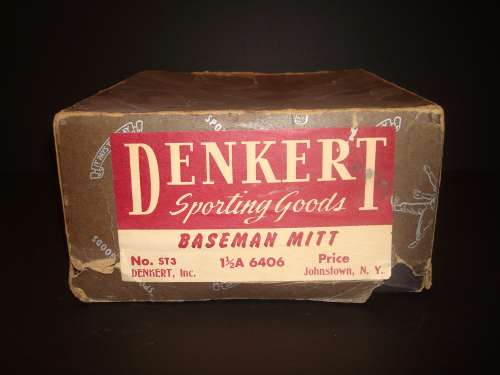 DENKERT
Sporting Goods
BASEMAN MITT
No. ST3 1½A 6406 Price
DENKERT, Inc. Johnstown, N. Y.